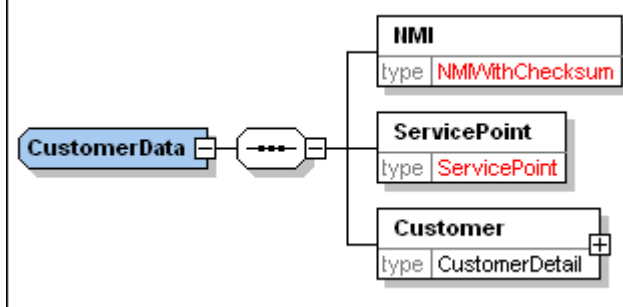 NMI
type NMIWithChecksum
CustomerData
ServicePoint
type ServicePoint
Customer
type CustomerDetail